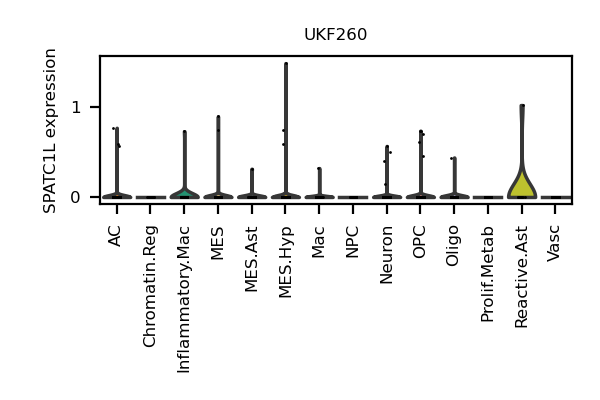 UKF260
SPATC1L expression
1
0
AC
Chromatin.Reg
Inflammatory.Mac
MES
MES.Ast
MES.Hyp
Mac
NPC
Neuron
OPC
Oligo
Prolif.Metab
Reactive.Ast
Vasc